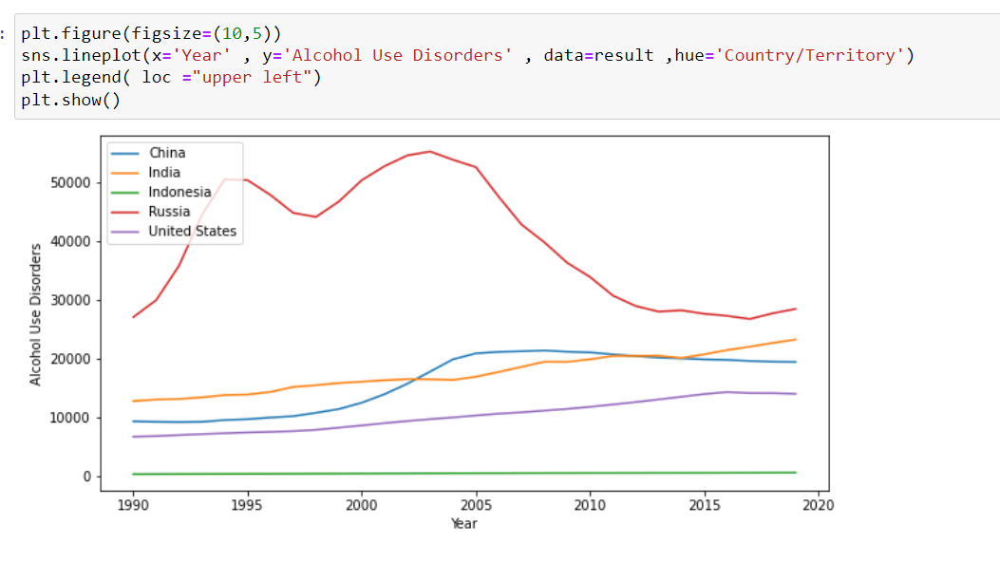 : plt.figure(figsize=(10,5))
sns.lineplot(x='Year' , y='Alcohol Use Disorders' , data=result ,hue='Country/Territory')
plt.legend( loc ="upper left")
plt.show()
China
India
Indonesia
Russia
United States
50000
40000
30000
20000
10000
0
Alcohol Use Disorders
1990 1995 2000 2005 2010 2015 2020
Year